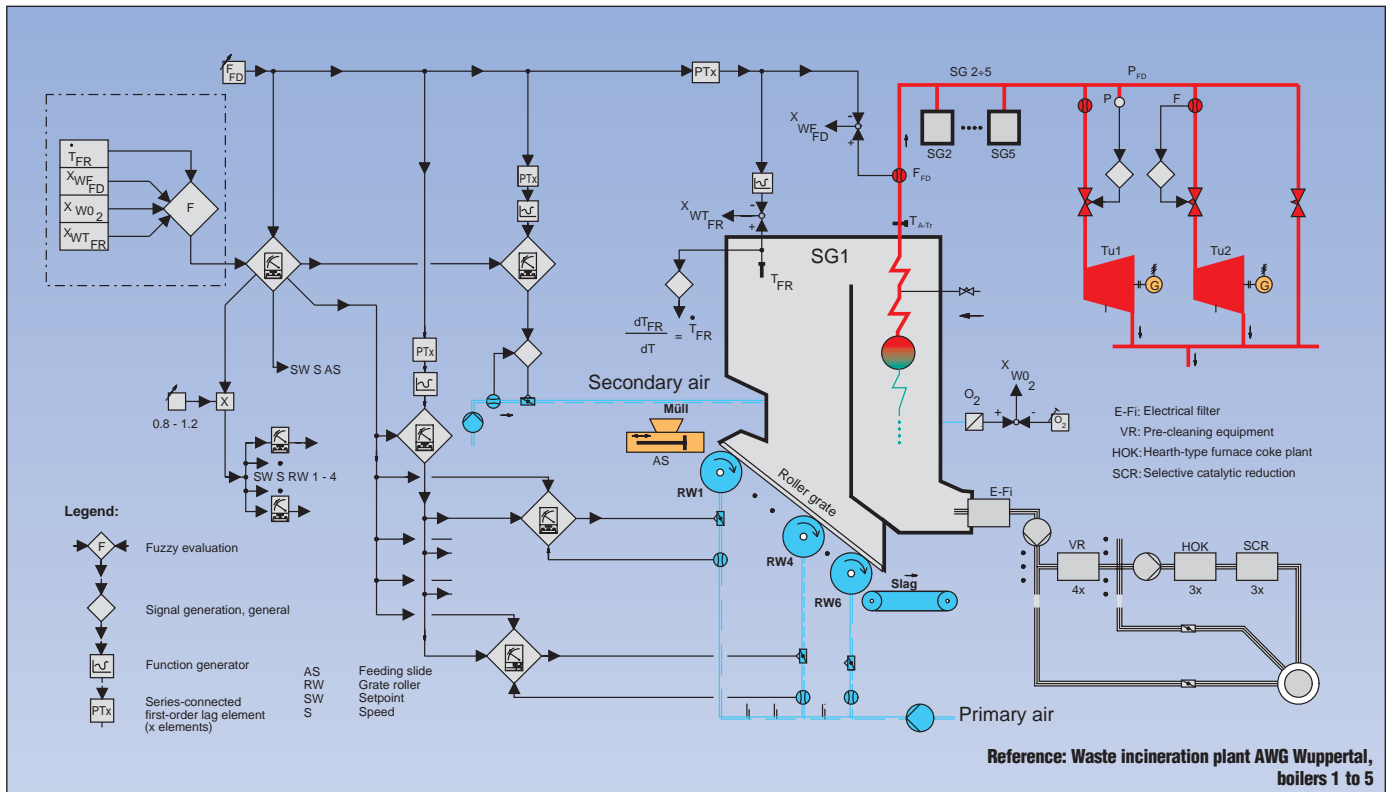 F FD
PTx
SG 2÷5
P FD
P
F
X WF FD
SG2
SG5
Ṫ FR
X WF FD
X W0 2
X WT FR
F
PTx
F FD
X WT FR
T A-Tr
SG1
T FR
Tu1
Tu2
G
G
dT FR
dT
= Ṫ FR
PTx
SW S AS
Secondary air
Müll
AS
0.8 - 1.2
X
X W0 2
O 2
+
-
O 2
E-Fi: Electrical filter
VR: Pre-cleaning equipment
HOK: Hearth-type furnace coke plant
SCR: Selective catalytic reduction
SW S RW 1 - 4
RW1
Roller grate
E-Fi
Legend:
F
Fuzzy evaluation
RW4
VR
HOK
SCR
4x
3x
3x
RW6
Slag
Signal generation, general
Function generator
PTx
Series-connected
first-order lag element
(x elements)
AS Feeding slide
RW Grate roller
SW Setpoint
S Speed
Primary air
Reference: Waste incineration plant AWG Wuppertal,
boilers 1 to 5